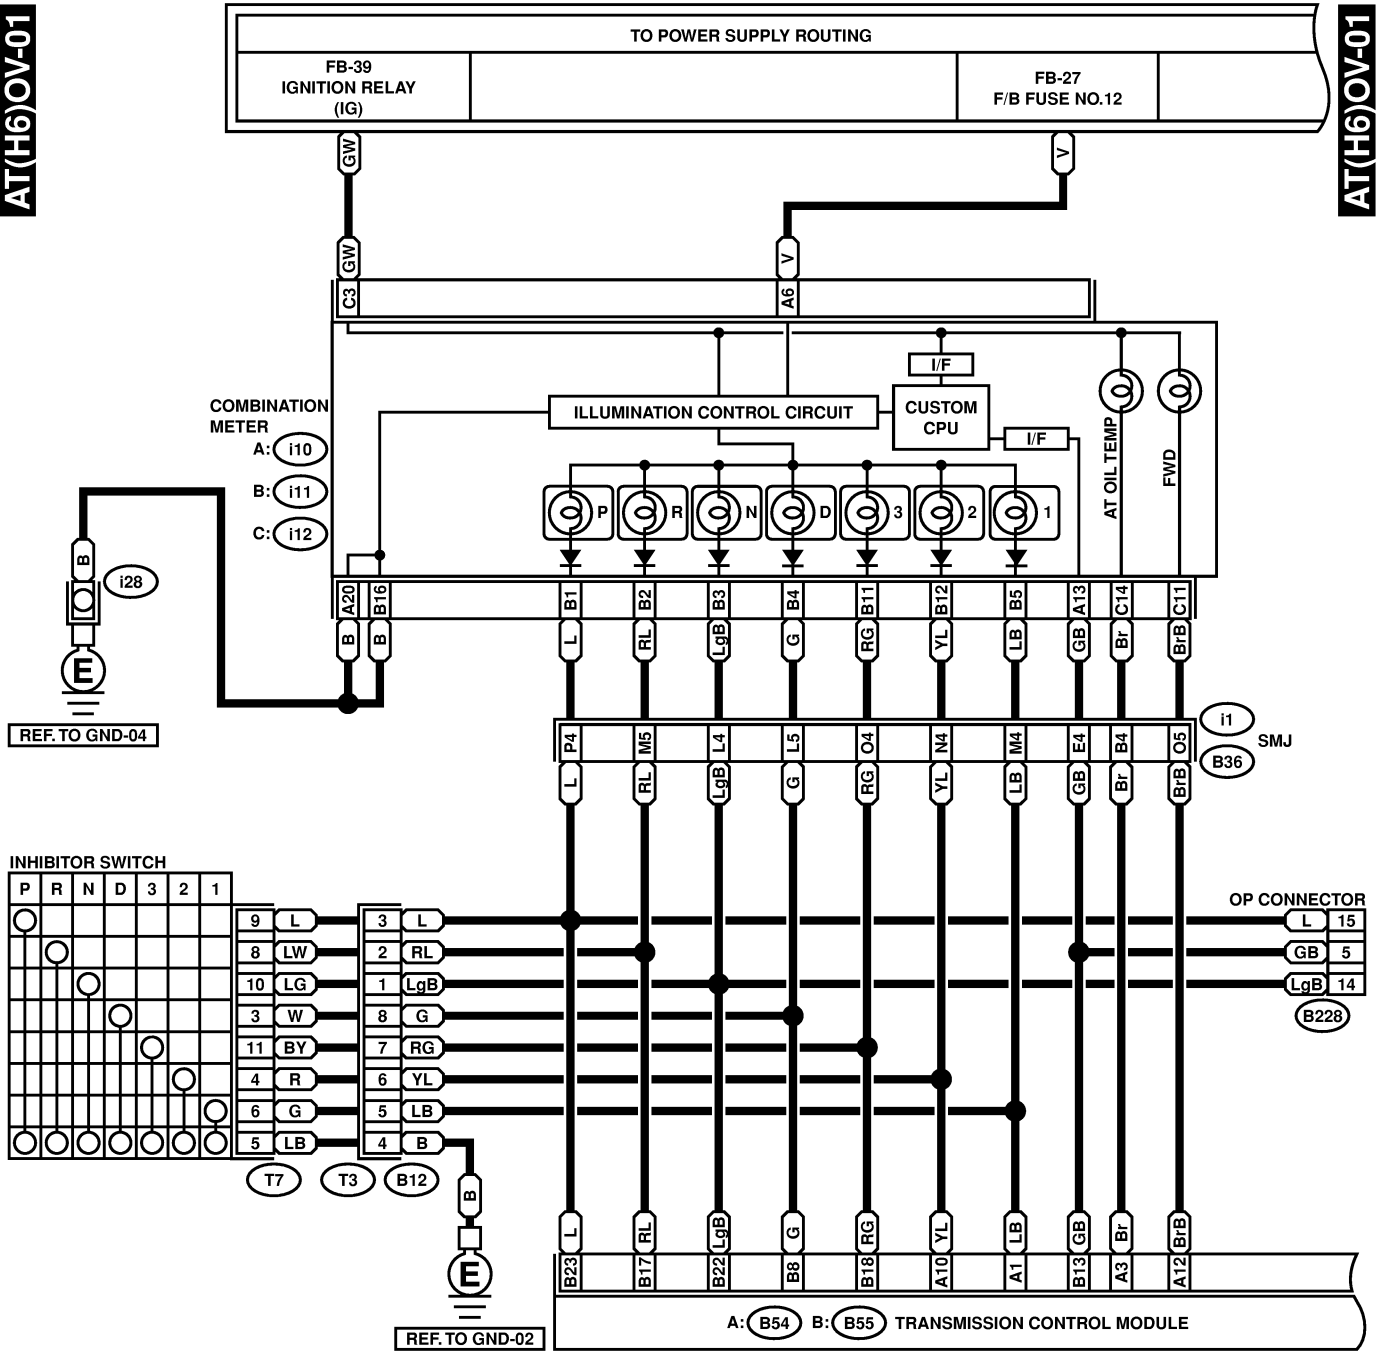 AT(H6)OV-01
AT(H6)OV-01
TO POWER SUPPLY ROUTING
FB-39
IGNITION RELAY
(IG)
FB-27
F/B FUSE NO.12
GW
V
GW
V
C3
A6
I/F
ILLUMINATION CONTROL CIRCUIT
CUSTOM
CPU
I/F
AT OIL TEMP
FWD
COMBINATION
METER
A: i10
B: i11
C: i12
P R N D 3 2 1
B
i28
E
REF. TO GND-04
A20 B16 B1 B2 B3 B4 B11 B12 B5 A13 C14 C11
B B L RL LgB G RG YL LB GB Br BrB
P4 M5 L4 L5 O4 N4 M4 E4 B4 O5
i1
SMJ
B36
L RL LgB G RG YL LB GB Br BrB
INHIBITOR SWITCH
P R N D 3 2 1
OP CONNECTOR
9 L 3 L L 15
8 LW 2 RL GB 5
10 LG 1 LgB LgB 14
3 W 8 G
B228
11 BY 7 RG
4 R 6 YL
6 G 5 LB
5 LB 4 B
T7 T3 B12
B
E
REF. TO GND-02
L RL LgB G RG YL LB GB Br BrB
B23 B17 B22 B8 B18 A10 A1 B13 A3 A12
A: B54 B: B55 TRANSMISSION CONTROL MODULE